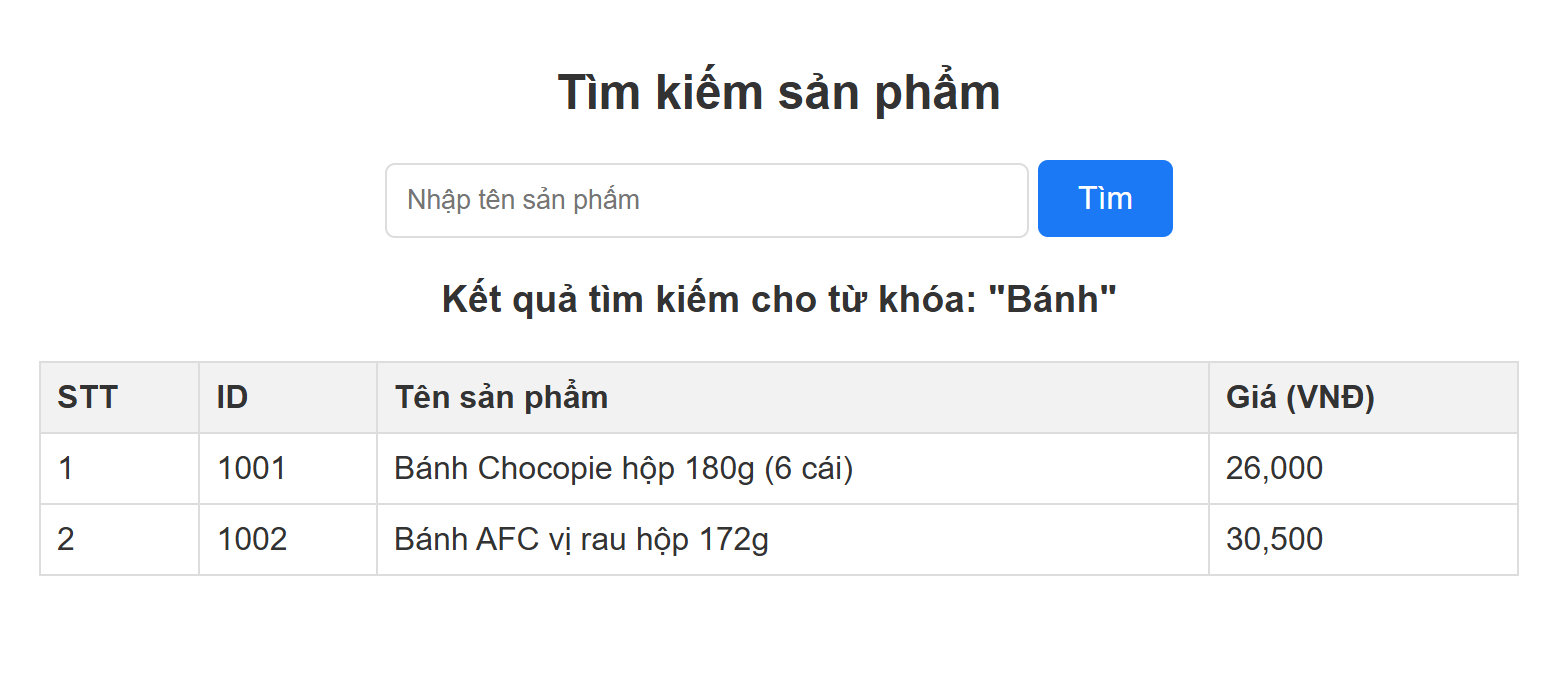 Tìm kiếm sản phẩm
Nhập tên sản phẩm
Tìm
Kết quả tìm kiếm cho từ khóa: "Bánh"
STT ID Tên sản phẩm Giá (VNĐ)
1 1001 Bánh Chocopie hộp 180g (6 cái) 26,000
2 1002 Bánh AFC vị rau hộp 172g 30,500